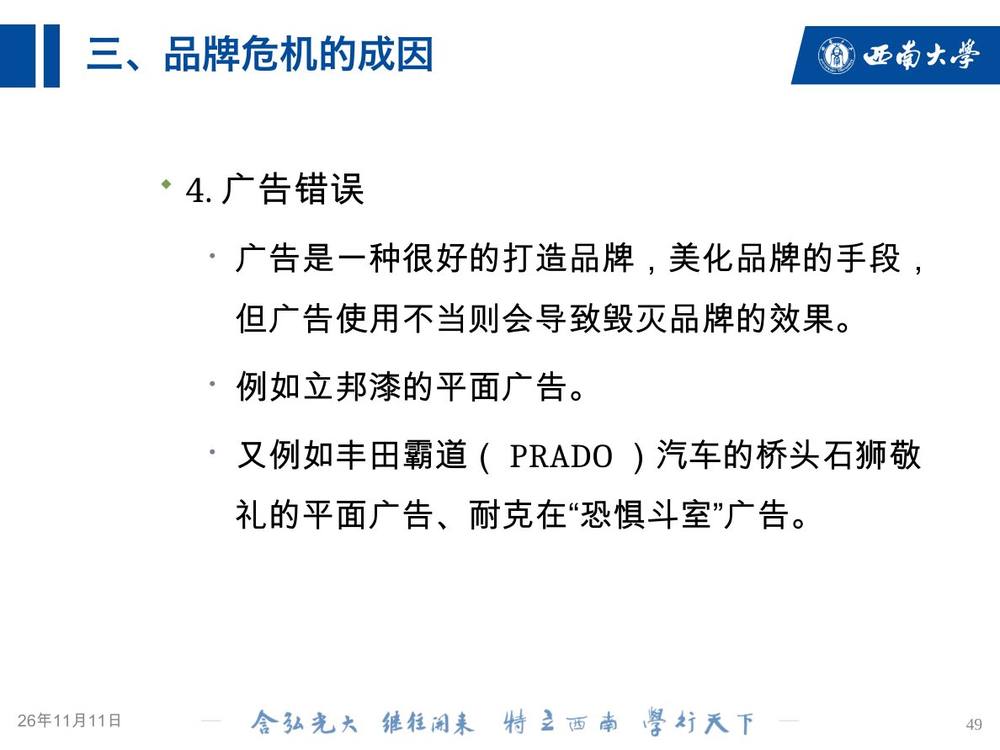 三、品牌危机的成因
西南大学
4. 广告错误
广告是一种很好的打造品牌，美化品牌的手段，
但广告使用不当则会导致毁灭品牌的效果。
例如立邦漆的平面广告。
又例如丰田霸道（ PRADO ）汽车的桥头石狮敬
礼的平面广告、耐克在“恐惧斗室”广告。
26年11月11日
含弘光大 继往开来 特立西南 學行天下
49